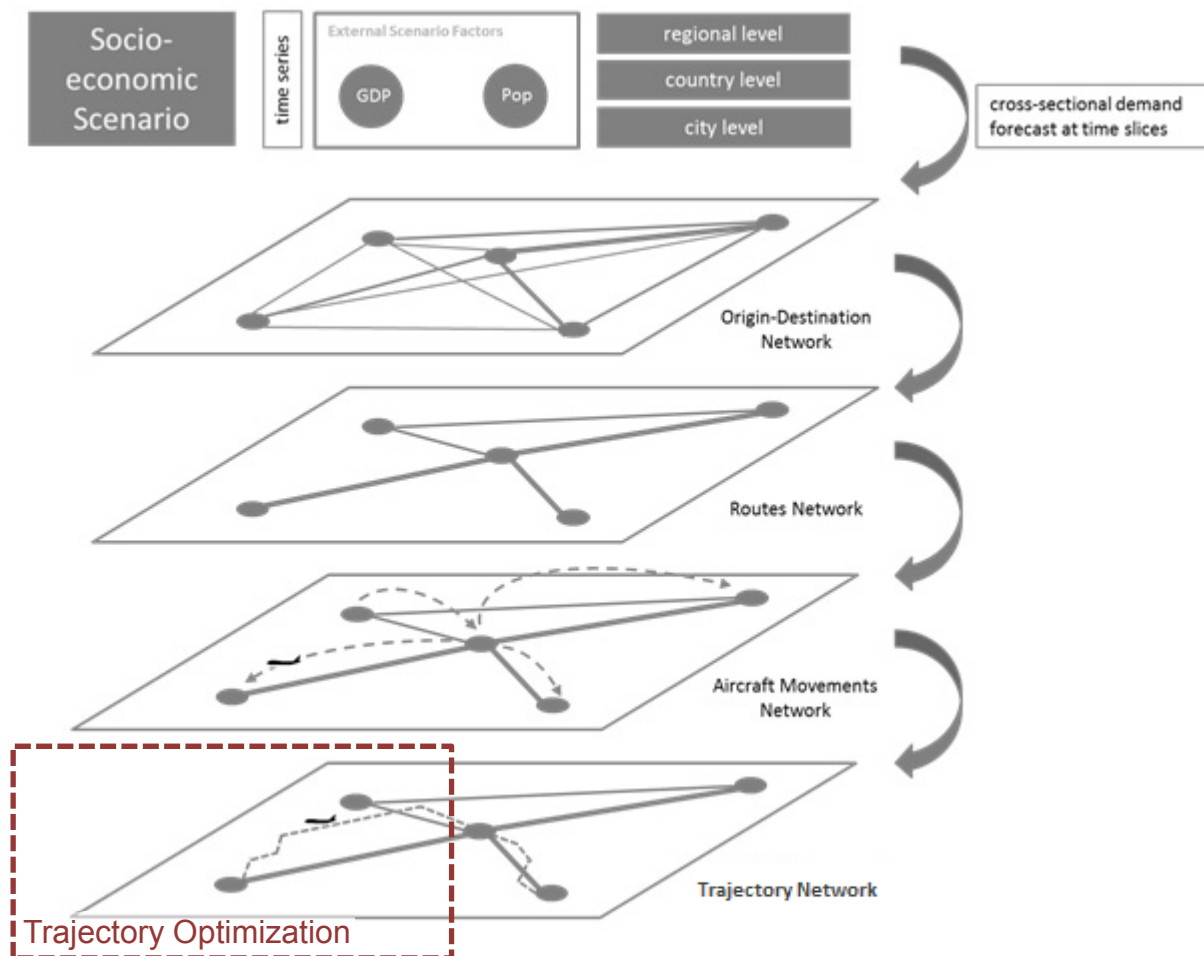 Socio-
economic
Scenario
time series
External Scenario Factors
GDP
Pop
regional level
country level
city level
cross-sectional demand
forecast at time slices
Origin-Destination
Network
Routes Network
Aircraft Movements
Network
Trajectory Network
Trajectory Optimization